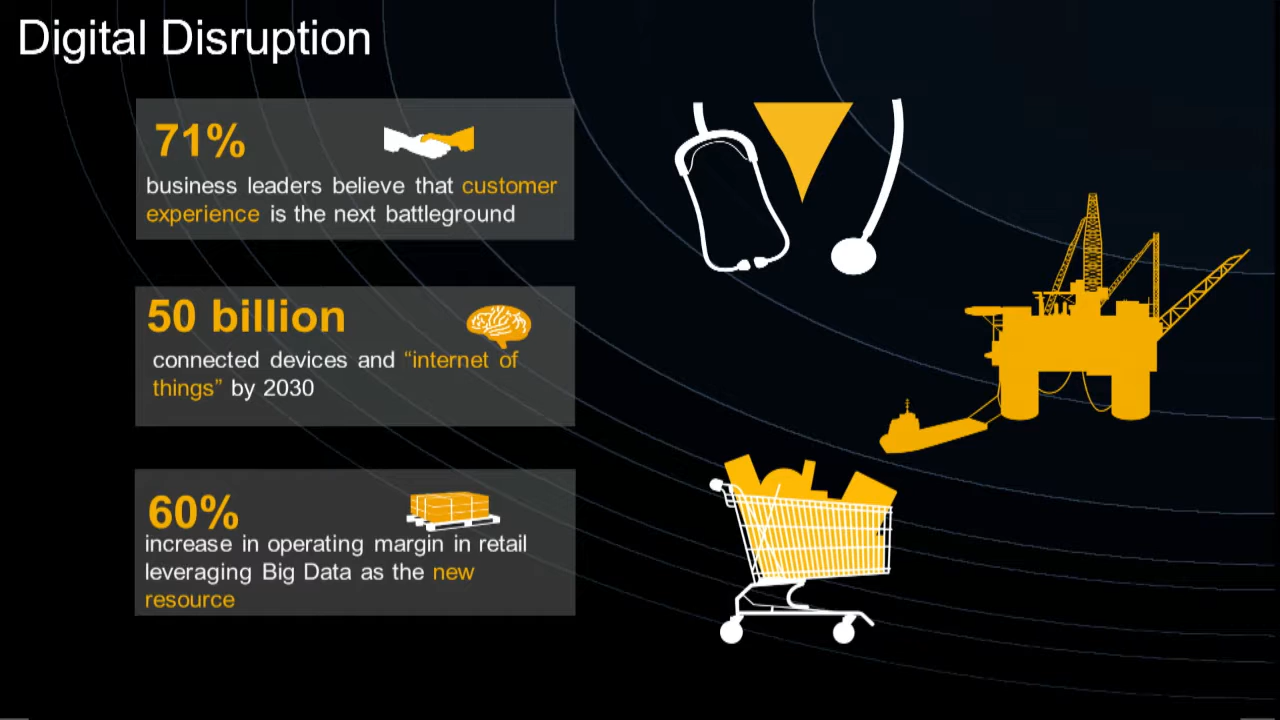 Digital Disruption
71%
business leaders believe that customer
experience is the next battleground
50 billion
connected devices and “internet of
things” by 2030
60%
increase in operating margin in retail
leveraging Big Data as the new
resource